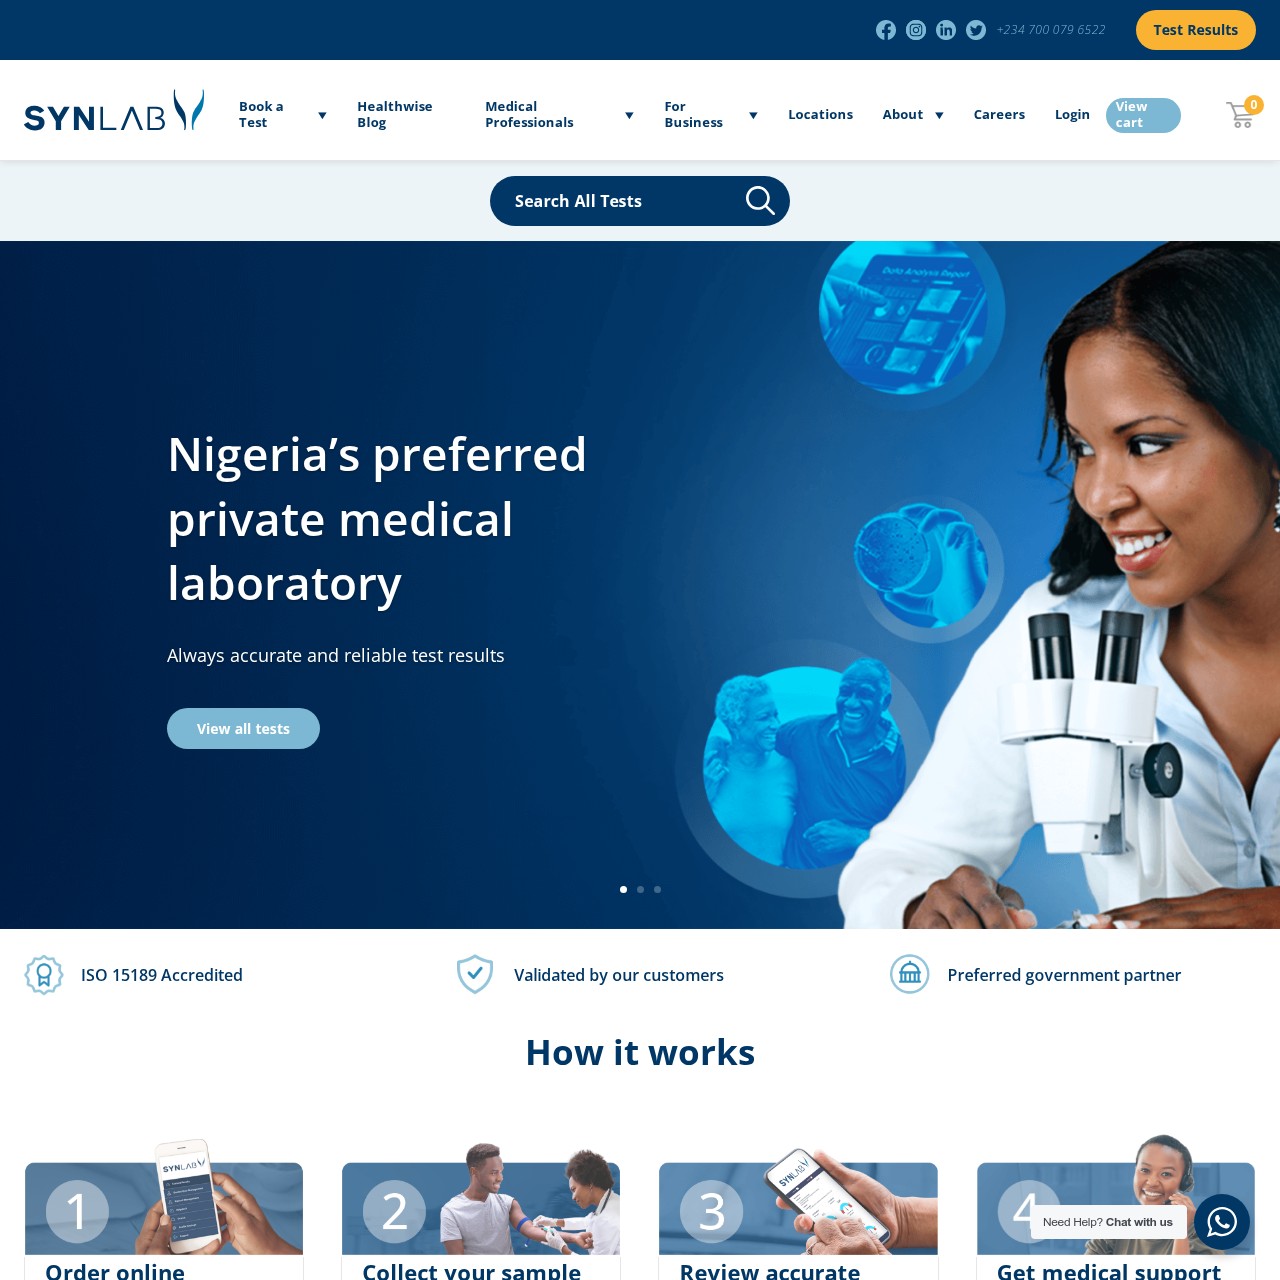 +234 700 079 6522
Test Results
SYNLAB
Book a
Test
Healthwise
Blog
Medical
Professionals
For
Business
Locations
About
Careers
Login
View
cart
0
Search All Tests
Data Analysis Report
Nigeria’s preferred
private medical
laboratory
Always accurate and reliable test results
View all tests
ISO 15189 Accredited
Validated by our customers
Preferred government partner
How it works
SYNLAB
1
2
SYNLAB
3
4
Need Help? Chat with us
Order online
Collect your sample
Review accurate
Get medical support